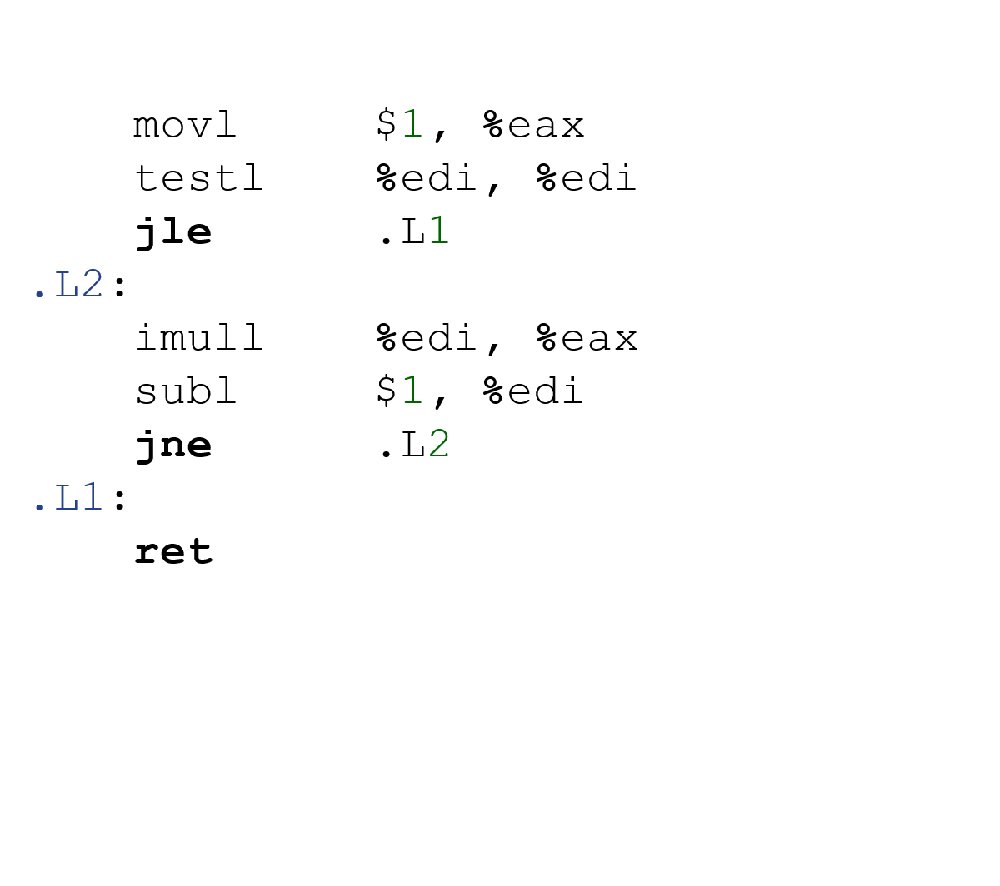 movl $1, %eax
testl %edi, %edi
jle .L1
.L2:
imull %edi, %eax
subl $1, %edi
jne .L2
.L1:
ret